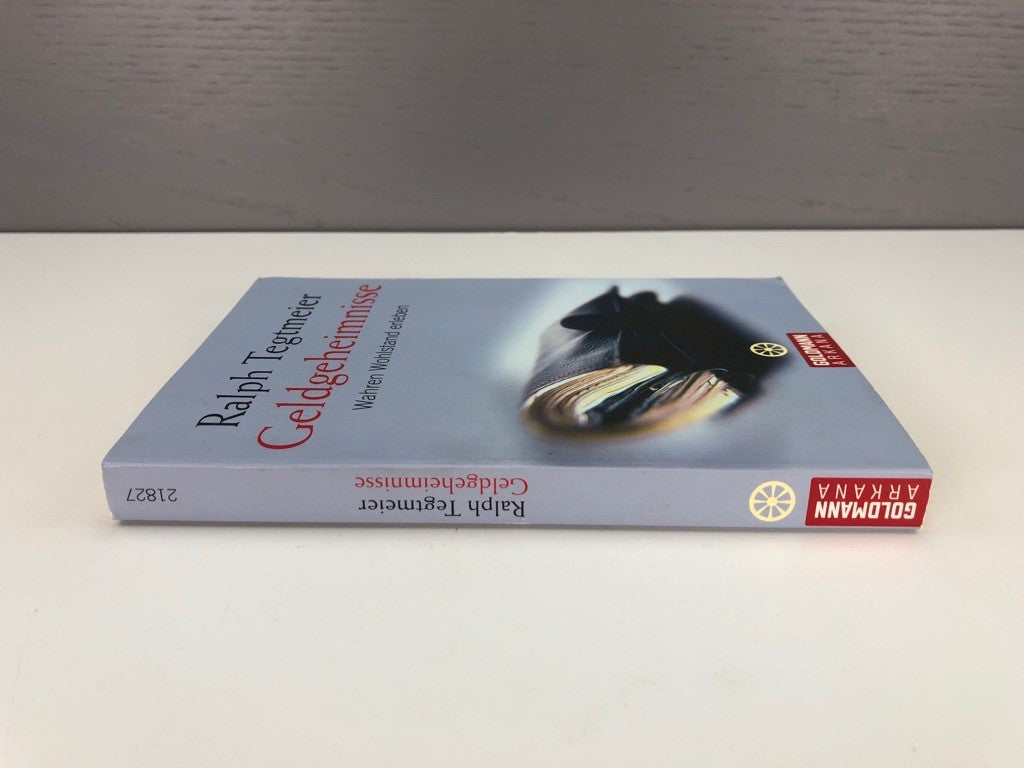 Ralph Tegtmeier
Geldgeheimnisse
Wahren Wohlstand erleben
GOLDMANN
ARKANA
Ralph Tegtmeier
Geldgeheimnisse
21827
GOLDMANN
ARKANA